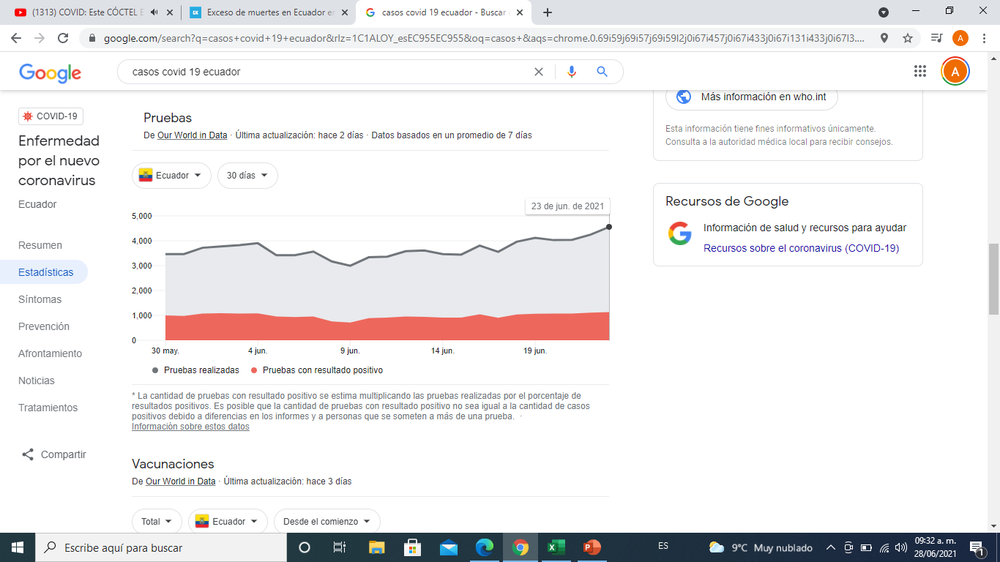 (1313) COVID: Este CÓCTEL E
Exceso de muertes en Ecuador en
casos covid 19 ecuador - Buscar
google.com/search?q=casos+covid+19+ecuador&rlz=1C1ALOY_esEC955EC955&oq=casos+&aqs=chrome.0.69i59j69i57j69i59l2j0i67i457j0i67i433j0i67i131i433j0i67l3....
A
Google
casos covid 19 ecuador
A
COVID-19
Enfermedad
por el nuevo
coronavirus
Ecuador
Resumen
Estadísticas
Síntomas
Prevención
Afrontamiento
Noticias
Tratamientos
Compartir
Pruebas
De Our World in Data · Última actualización: hace 2 días · Datos basados en un promedio de 7 días
Ecuador
30 días
23 de jun. de 2021
5,000
4,000
3,000
2,000
1,000
0
30 may.
4 jun.
9 jun.
14 jun.
19 jun.
Pruebas realizadas
Pruebas con resultado positivo
* La cantidad de pruebas con resultado positivo se estima multiplicando las pruebas realizadas por el porcentaje de
resultados positivos. Es posible que la cantidad de pruebas con resultado positivo no sea igual a la cantidad de casos
positivos debido a diferencias en los informes y a personas que se someten a más de una prueba. ·
Información sobre estos datos
Vacunaciones
De Our World in Data · Última actualización: hace 3 días
Total
Ecuador
Desde el comienzo
Más información en who.int
Esta información tiene fines informativos únicamente.
Consulta a la autoridad médica local para recibir consejos.
Recursos de Google
Información de salud y recursos para ayudar
Recursos sobre el coronavirus (COVID-19)
Escribe aquí para buscar
ES
9°C Muy nublado
09:32 a. m.
28/06/2021
1